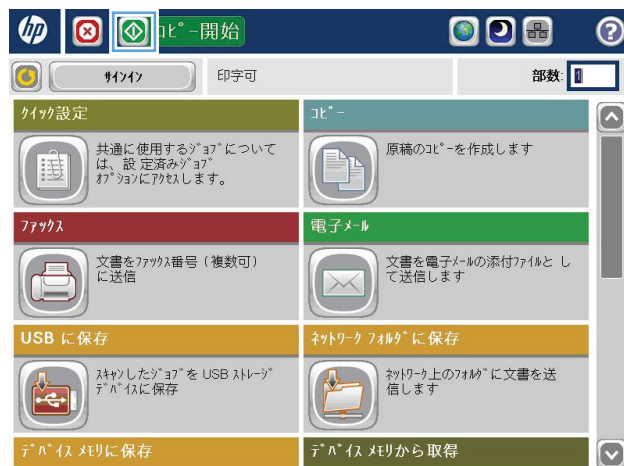 hp
ｺﾋﾟｰ開始
ｻｲﾝｲﾝ
印字可
部数: 1
ｸｲｯｸ設定
共通に使用するｼﾞｮﾌﾞについて
は、設 定済みｼﾞｮﾌﾞ
ｵﾌﾟｼｮﾝにｱｸｾｽしま
す。
ｺﾋﾟｰ
原稿のｺﾋﾟｰを作成します
ﾌｧｯｸｽ
文書をﾌｧｯｸｽ番号（複数可）
に送信
電子ﾒｰﾙ
文書を電子ﾒｰﾙの添付ﾌｧｲﾙと し
て送信しま す
USB に保存
ｽｷｬﾝしたｼﾞｮﾌﾞを USB ｽﾄﾚｰｼﾞ
ﾃﾞﾊﾞｲｽに保存
ﾈｯﾄﾜｰｸ ﾌｫﾙﾀﾞに保存
ﾈｯﾄﾜｰｸ上のﾌｫﾙﾀﾞに文書を送
信します
ﾃﾞﾊﾞｲｽ ﾒﾓﾘに保存
ﾃﾞﾊﾞｲｽ ﾒﾓﾘから取得